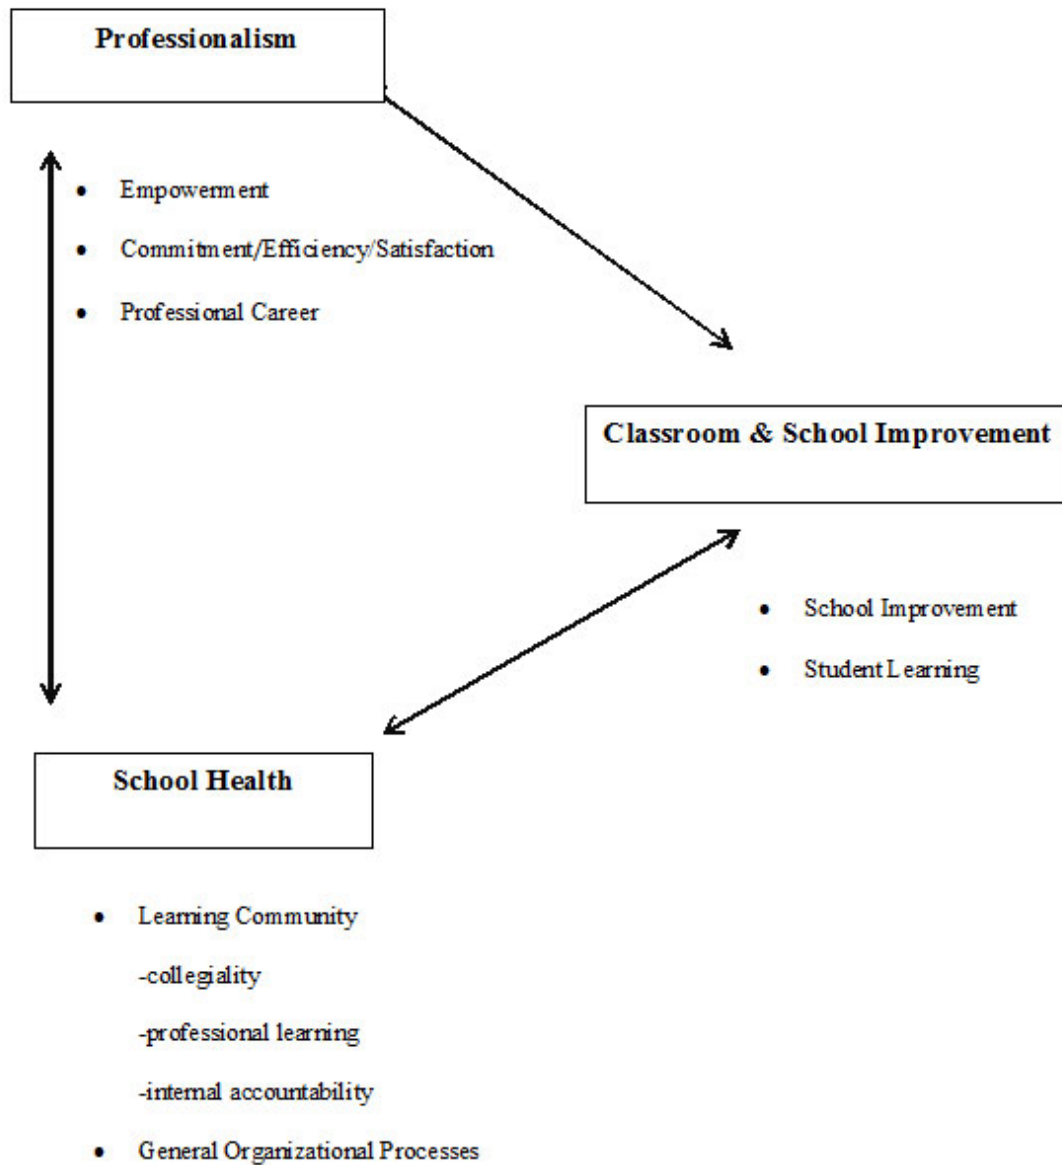 Professionalism
• Empowerment
• Commitment/Efficiency/Satisfaction
• Professional Career
Classroom & School Improvement
• School Improvement
• Student Learning
School Health
• Learning Community
-collegiality
-professional learning
-internal accountability
• General Organizational Processes